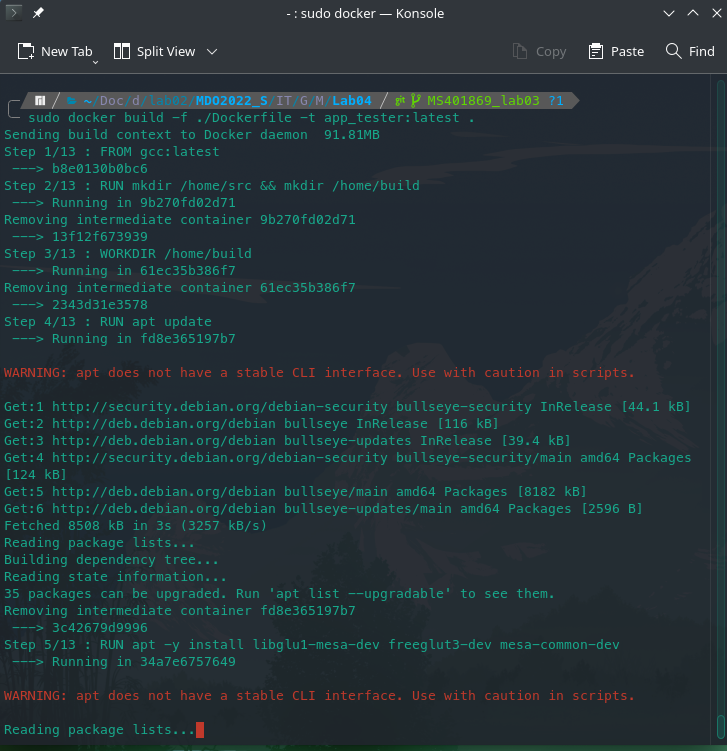 - : sudo docker — Konsole
New Tab Split View Copy Paste Find
~/Doc/d/lab02/MDO2022_S/IT/G/M/Lab04 git MS401869_lab03 ?1
sudo docker build -f ./Dockerfile -t app_tester:latest .
Sending build context to Docker daemon  91.81MB
Step 1/13 : FROM gcc:latest
---> b8e0130b0bc6
Step 2/13 : RUN mkdir /home/src && mkdir /home/build
---> Running in 9b270fd02d71
Removing intermediate container 9b270fd02d71
---> 13f12f673939
Step 3/13 : WORKDIR /home/build
---> Running in 61ec35b386f7
Removing intermediate container 61ec35b386f7
---> 2343d31e3578
Step 4/13 : RUN apt update
---> Running in fd8e365197b7
WARNING: apt does not have a stable CLI interface. Use with caution in scripts.
Get:1 http://security.debian.org/debian-security bullseye-security InRelease [44.1 kB]
Get:2 http://deb.debian.org/debian bullseye InRelease [116 kB]
Get:3 http://deb.debian.org/debian bullseye-updates InRelease [39.4 kB]
Get:4 http://security.debian.org/debian-security bullseye-security/main amd64 Packages
[124 kB]
Get:5 http://deb.debian.org/debian bullseye/main amd64 Packages [8182 kB]
Get:6 http://deb.debian.org/debian bullseye-updates/main amd64 Packages [2596 B]
Fetched 8508 kB in 3s (3257 kB/s)
Reading package lists...
Building dependency tree...
Reading state information...
35 packages can be upgraded. Run 'apt list --upgradable' to see them.
Removing intermediate container fd8e365197b7
---> 3c42679d9996
Step 5/13 : RUN apt -y install libglu1-mesa-dev freeglut3-dev mesa-common-dev
---> Running in 34a7e6757649
WARNING: apt does not have a stable CLI interface. Use with caution in scripts.
Reading package lists...